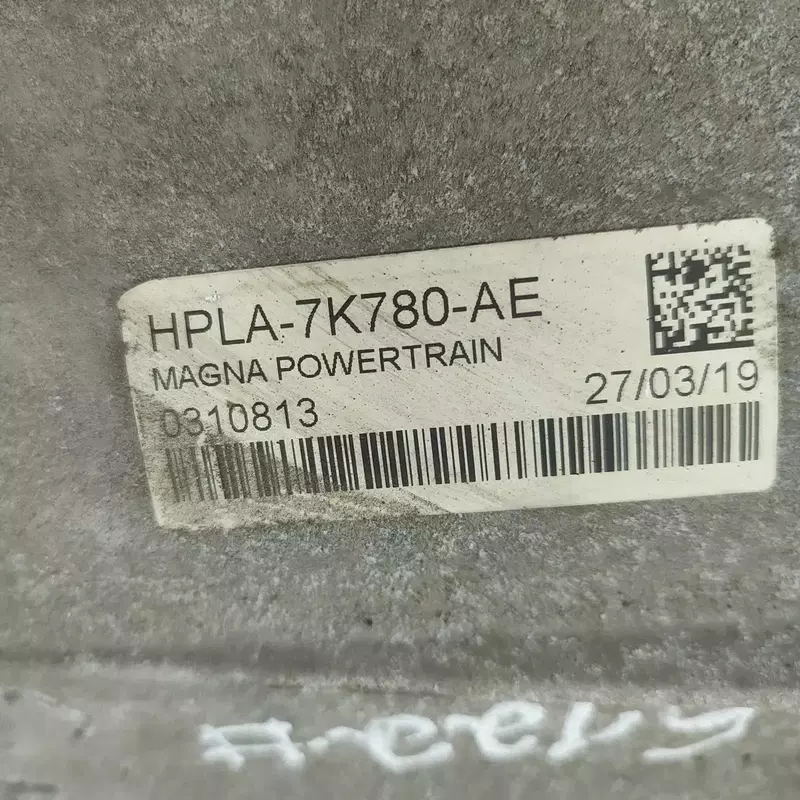 HPLA-7K780-AE
MAGNA POWERTRAIN
0310813
27/03/19